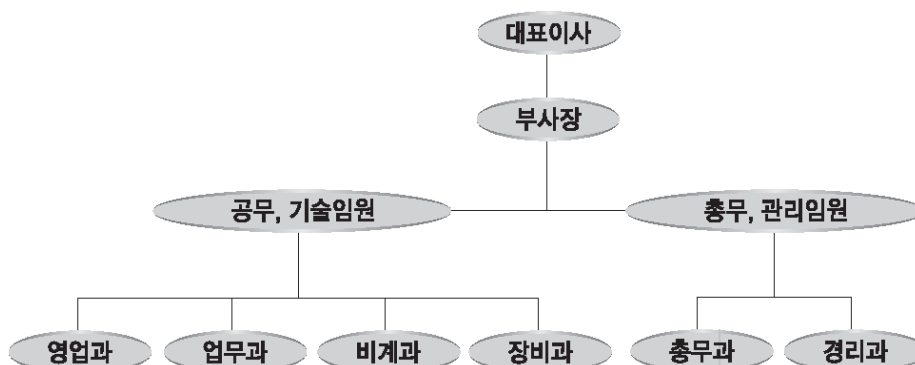 대표이사
부사장
공무, 기술임원
총무, 관리임원
영업과
업무과
비계과
장비과
총무과
경리과